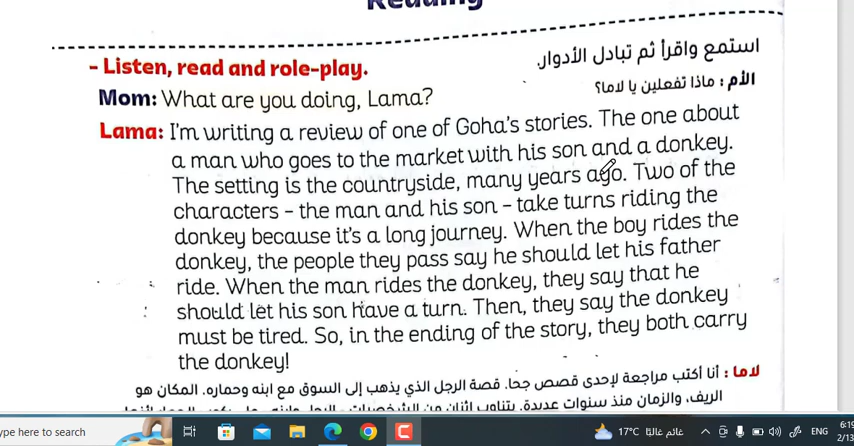 Reading
استمع واقرأ ثم تبادل الأدوار.
- Listen, read and role-play.
الأم : ماذا تفعلين يا لاما؟
Mom: What are you doing, Lama?
Lama: I'm writing a review of one of Goha's stories. The one about
a man who goes to the market with his son and a donkey.
The setting is the countryside, many years ago. Two of the
characters – the man and his son – take turns riding the
donkey because it's a long journey. When the boy rides the
donkey, the people they pass say he should let his father
ride. When the man rides the donkey, they say that he
should let his son have a turn. Then, they say the donkey
must be tired. So, in the ending of the story, they both carry
the donkey!
لاما : أنا أكتب مراجعة لإحدى قصص جحا. قصة الرجل الذي يذهب إلى السوق مع ابنه وحماره. المكان هو
الريف، والزمان منذ سنوات عديدة. يتناوب اثنان من الشخصيات
ype here to search
17°C غائم غالبًا
ENG
6:19
2/13